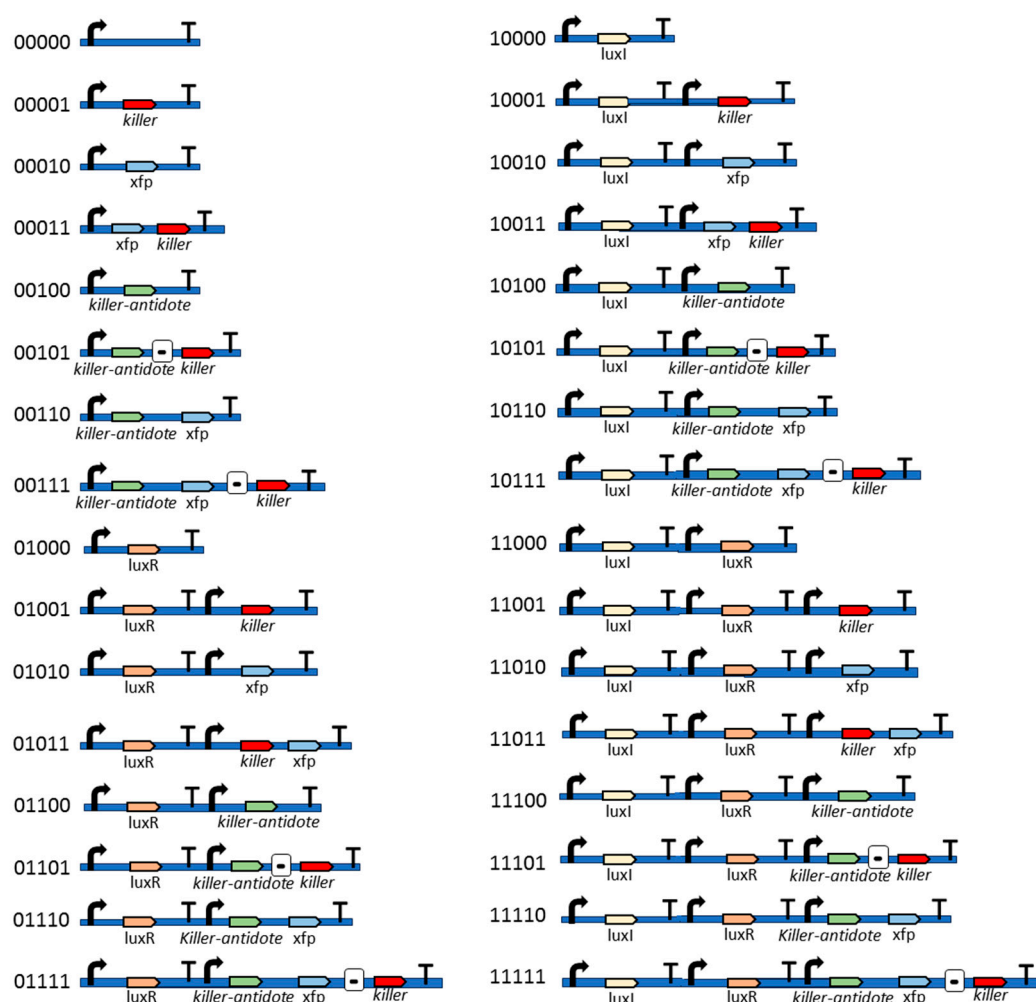 00000
00001
killer
00010
xfp
00011
xfp killer
00100
killer-antidote
00101
killer-antidote killer
00110
killer-antidote xfp
00111
killer-antidote xfp killer
01000
luxR
01001
luxR killer
01010
luxR xfp
01011
luxR killer xfp
01100
luxR killer-antidote
01101
luxR killer-antidote killer
01110
luxR Killer-antidote xfp
01111
luxR killer-antidote xfp killer
10000
luxI
10001
luxI killer
10010
luxI xfp
10011
luxI xfp killer
10100
luxI killer-antidote
10101
luxI killer-antidote killer
10110
luxI killer-antidote xfp
10111
luxI killer-antidote xfp killer
11000
luxI luxR
11001
luxI luxR killer
11010
luxI luxR xfp
11011
luxI luxR killer xfp
11100
luxI luxR killer-antidote
11101
luxI luxR killer-antidote killer
11110
luxI luxR Killer-antidote xfp
11111
luxI luxR killer-antidote xfp killer